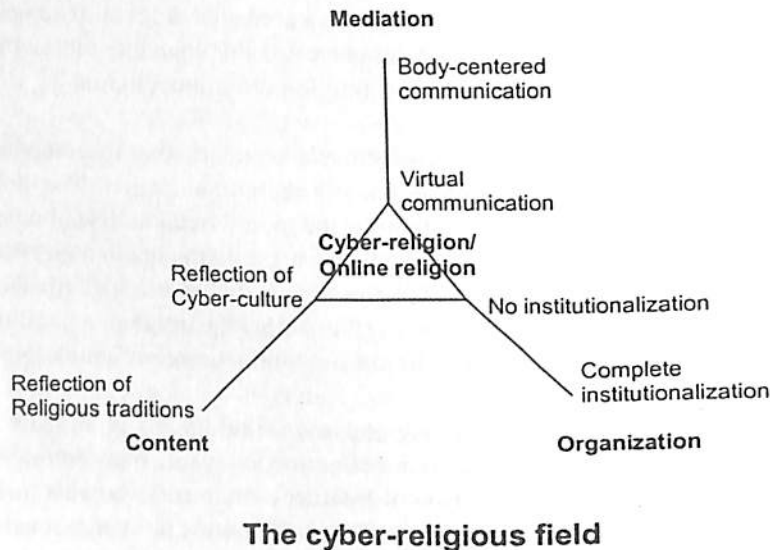 Mediation
Body-centered
communication
Virtual
communication
Cyber-religion/
Online religion
Reflection of
Cyber-culture
No institutionalization
Complete
institutionalization
Reflection of
Religious traditions
Content
Organization
The cyber-religious field